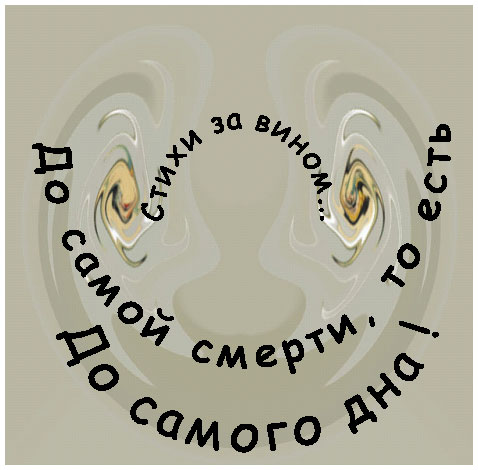 Стихи за вином...
До самой смерти, то есть
До самого дна!